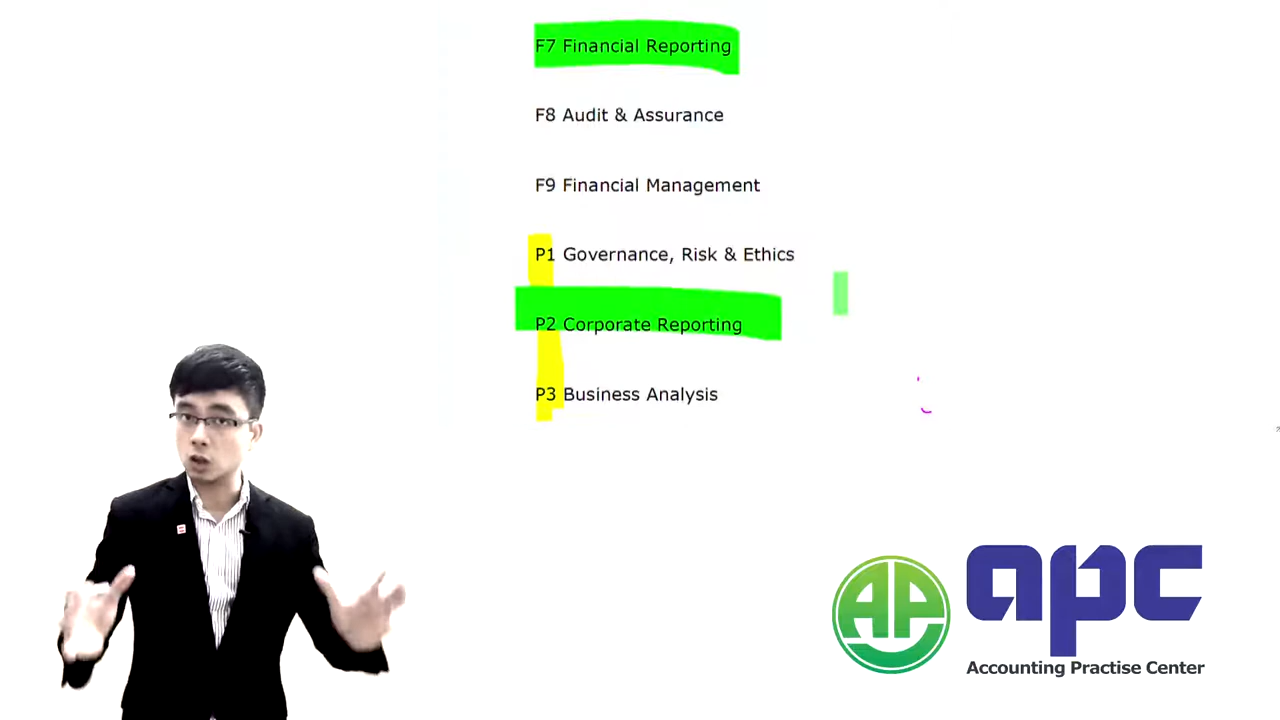 F7 Financial Reporting
F8 Audit & Assurance
F9 Financial Management
P1 Governance, Risk & Ethics
P2 Corporate Reporting
P3 Business Analysis
AP
apc
Accounting Practise Center